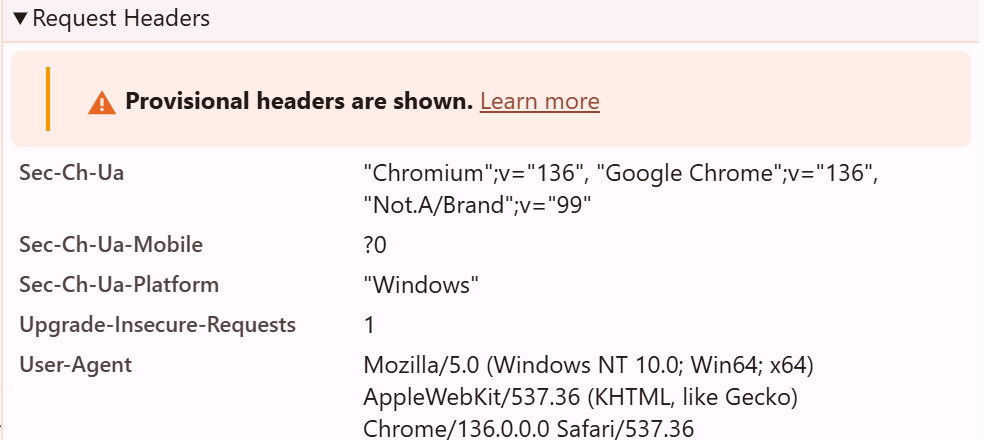 ▼ Request Headers
Provisional headers are shown. Learn more
Sec-Ch-Ua "Chromium";v="136", "Google Chrome";v="136",
"Not.A/Brand";v="99"
Sec-Ch-Ua-Mobile ?0
Sec-Ch-Ua-Platform "Windows"
Upgrade-Insecure-Requests 1
User-Agent Mozilla/5.0 (Windows NT 10.0; Win64; x64)
AppleWebKit/537.36 (KHTML, like Gecko)
Chrome/136.0.0.0 Safari/537.36